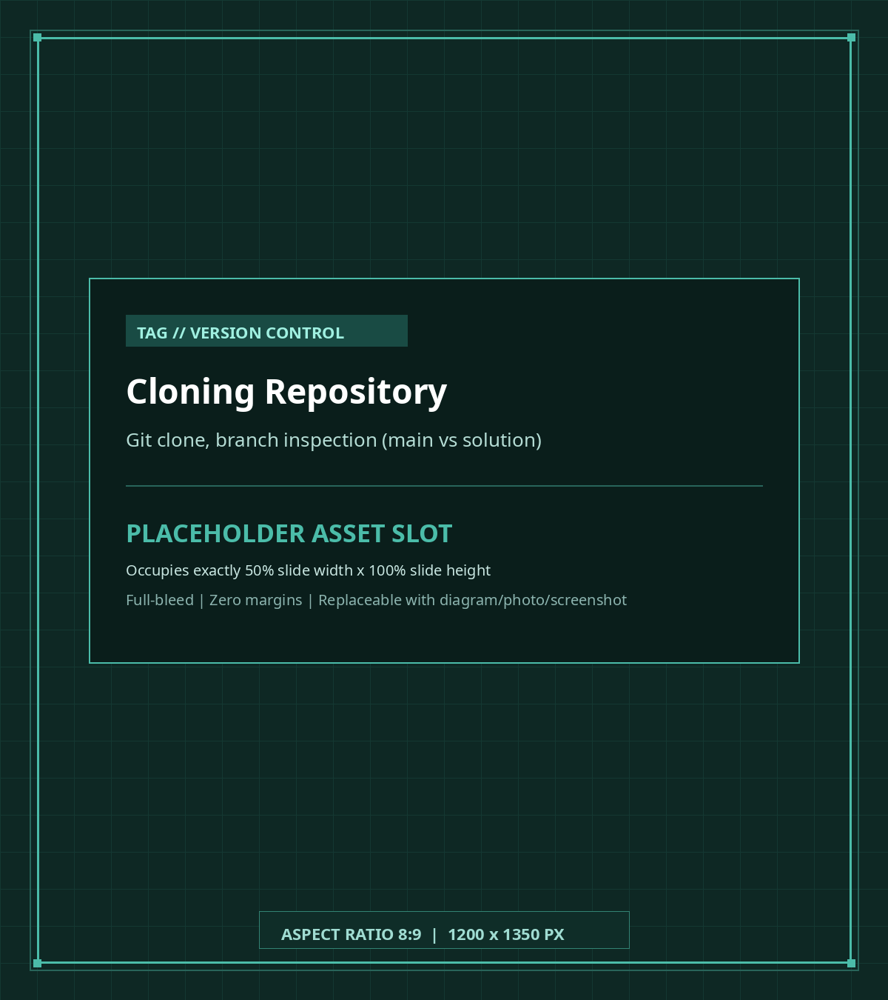 TAG // VERSION CONTROL
Cloning Repository
Git clone, branch inspection (main vs solution)
PLACEHOLDER ASSET SLOT
Occupies exactly 50% slide width x 100% slide height
Full-bleed | Zero margins | Replaceable with diagram/photo/screenshot
ASPECT RATIO 8:9 | 1200 x 1350 PX